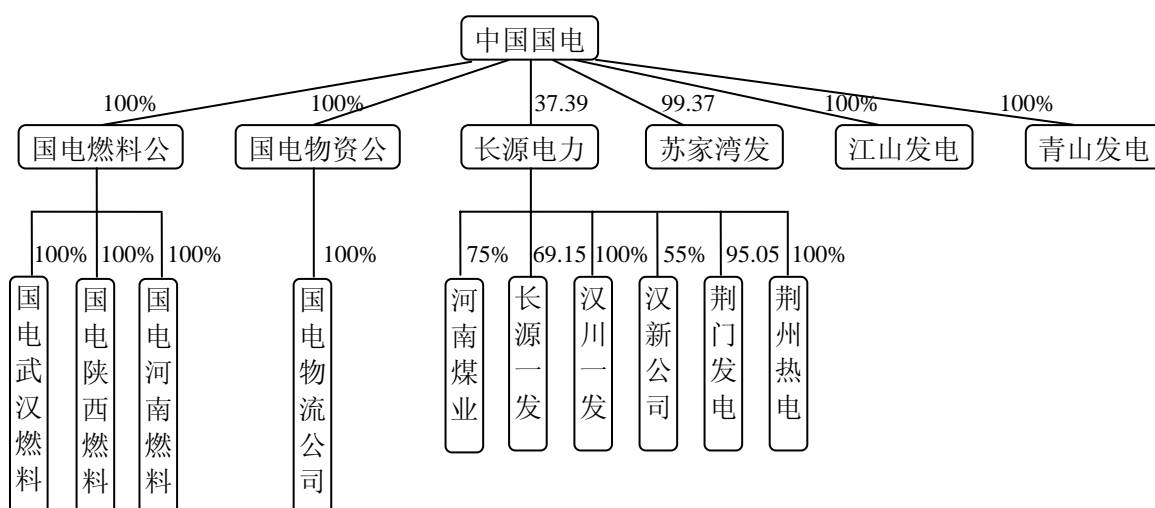 中国国电
100%
100%
37.39
99.37
100%
100%
国电燃料公
国电物资公
长源电力
苏家湾发
江山发电
青山发电
100%
100%
100%
100%
75%
69.15
100%
55%
95.05
100%
国电武汉燃料
国电陕西燃料
国电河南燃料
国电物流公司
河南煤业
长源一发
汉川一发
汉新公司
荆门发电
荆州热电